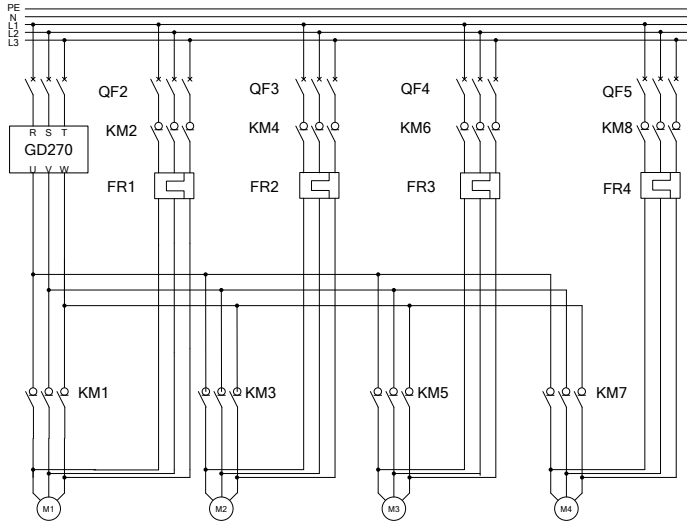 PE
N
L1
L2
L3
QF2 QF3 QF4 QF5
R S T KM2 KM4 KM6 KM8
GD270
U V W FR1 FR2 FR3 FR4
KM1 KM3 KM5 KM7
M1 M2 M3 M4